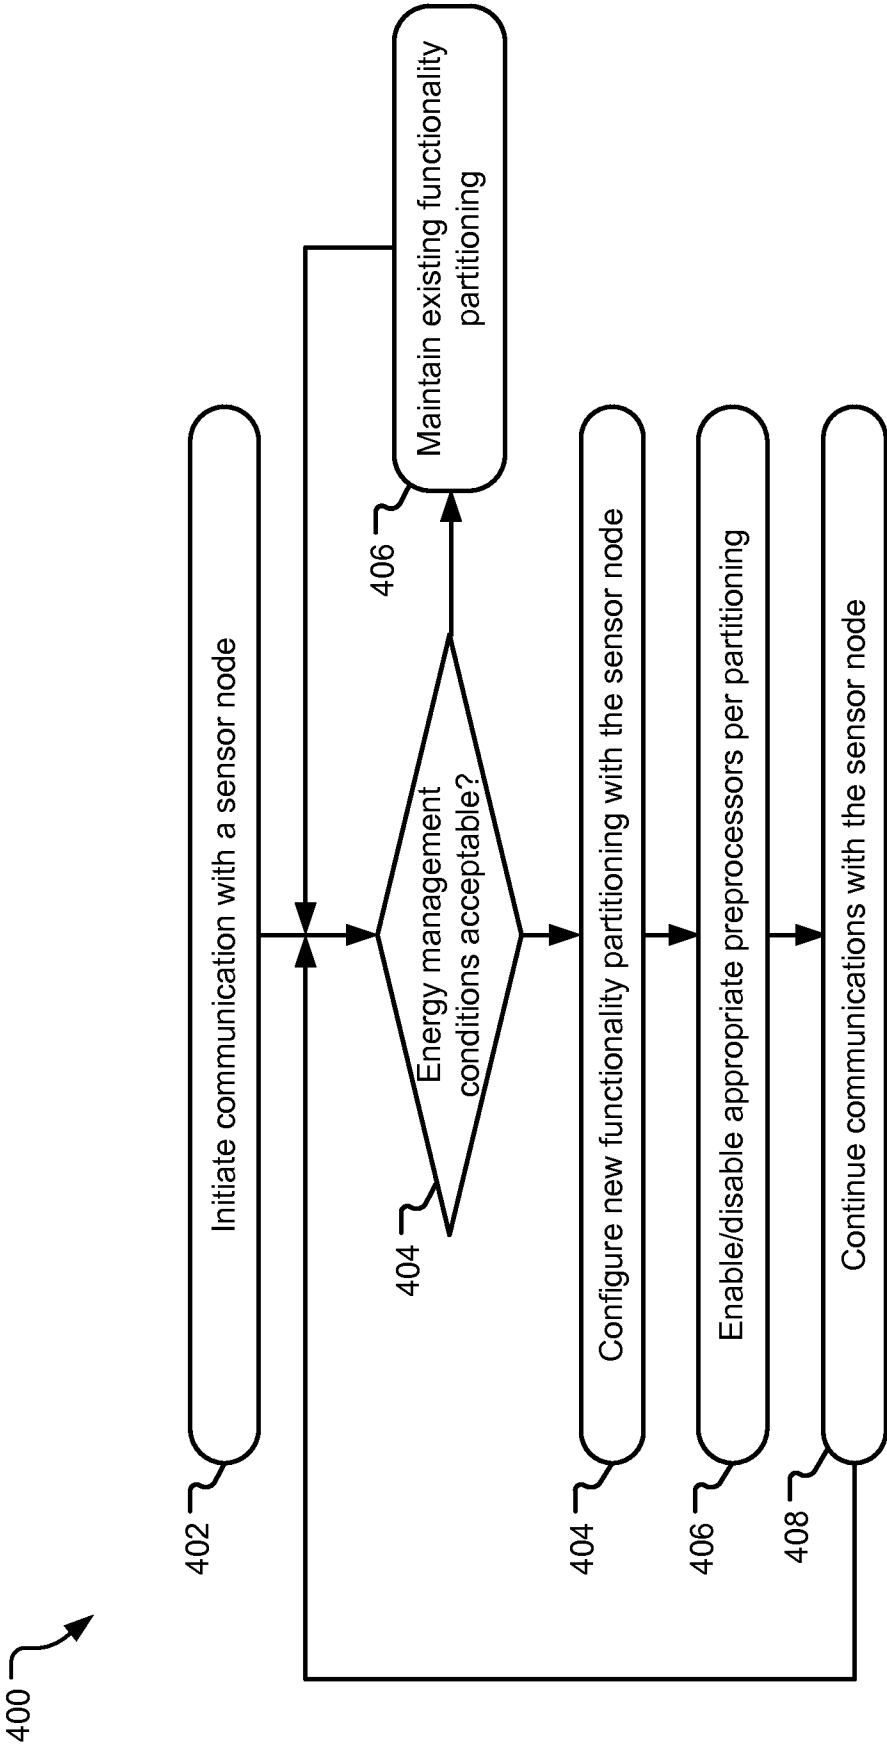 400
402
Initiate communication with a sensor node
404
Energy management
conditions acceptable?
406
Maintain existing functionality
partitioning
404
Configure new functionality partitioning with the sensor node
406
Enable/disable appropriate preprocessors per partitioning
408
Continue communications with the sensor node